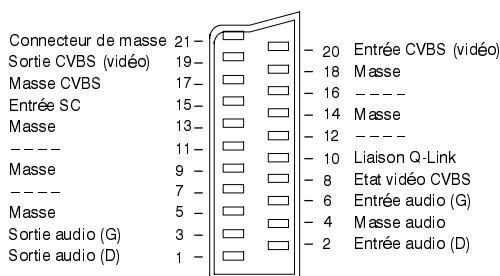 Connecteur de masse 21 –
Sortie CVBS (vidéo) 19 –
Masse CVBS 17 –
Entrée SC 15 –
Masse 13 –
– – – – 11 –
Masse 9 –
– – – – 7 –
Masse 5 –
Sortie audio (G) 3 –
Sortie audio (D) 1 –
– 20 Entrée CVBS (vidéo)
– 18 Masse
– 16 – – – –
– 14 Masse
– 12 – – – –
– 10 Liaison Q-Link
– 8 Etat vidéo CVBS
– 6 Entrée audio (G)
– 4 Masse audio
– 2 Entrée audio (D)